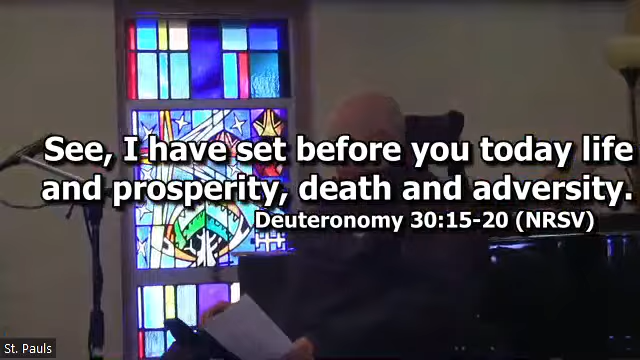 See, I have set before you today life
and prosperity, death and adversity.
Deuteronomy 30:15-20 (NRSV)
St. Pauls